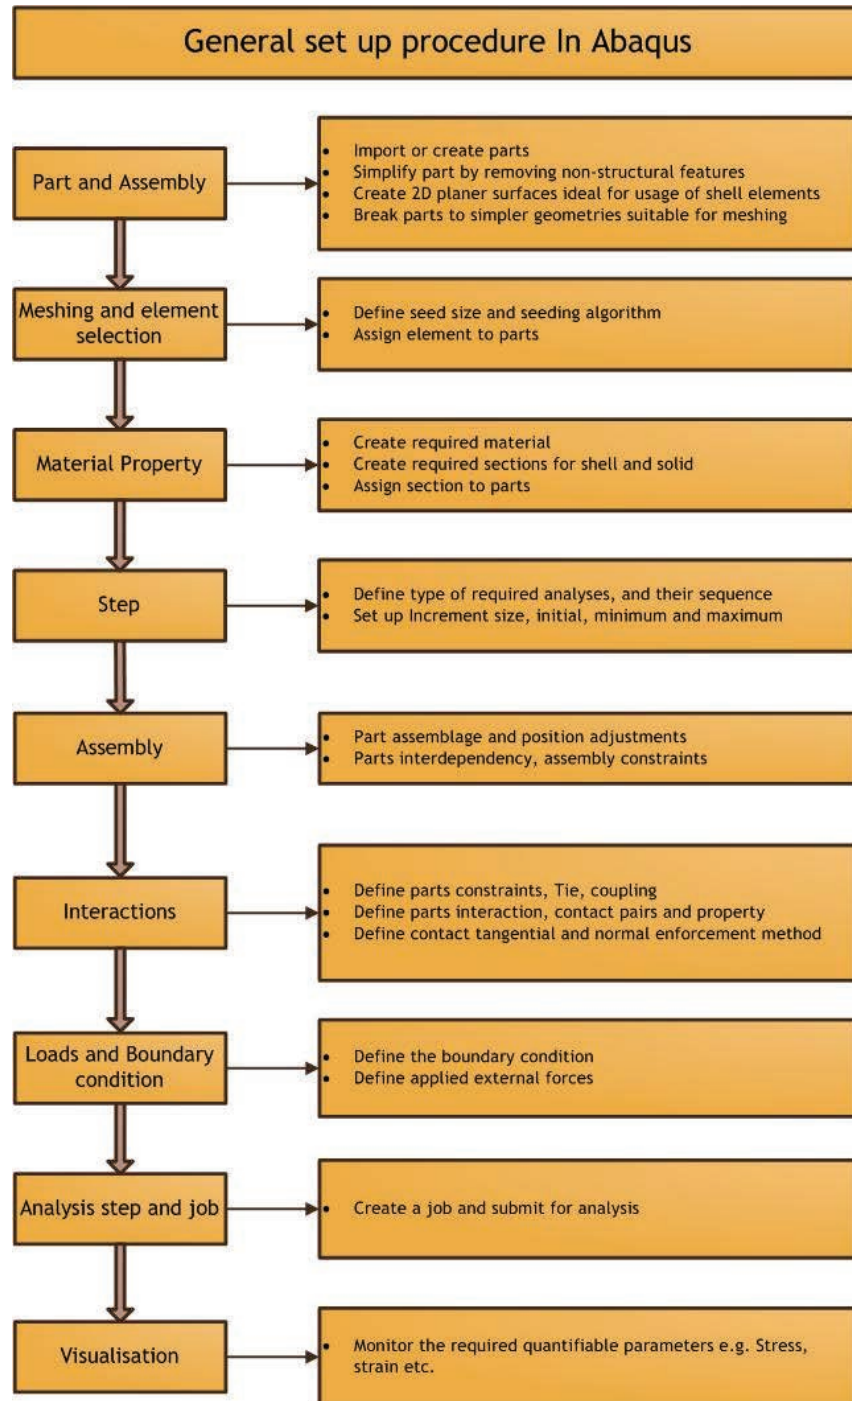 General set up procedure In Abaqus
Part and Assembly
• Import or create parts
• Simplify part by removing non-structural features
• Create 2D planer surfaces ideal for usage of shell elements
• Break parts to simpler geometries suitable for meshing
Meshing and element
selection
• Define seed size and seeding algorithm
• Assign element to parts
Material Property
• Create required material
• Create required sections for shell and solid
• Assign section to parts
Step
• Define type of required analyses, and their sequence
• Set up Increment size, initial, minimum and maximum
Assembly
• Part assemblage and position adjustments
• Parts interdependency, assembly constraints
Interactions
• Define parts constraints, Tie, coupling
• Define parts interaction, contact pairs and property
• Define contact tangential and normal enforcement method
Loads and Boundary
condition
• Define the boundary condition
• Define applied external forces
Analysis step and job
• Create a job and submit for analysis
Visualisation
• Monitor the required quantifiable parameters e.g. Stress,
strain etc.